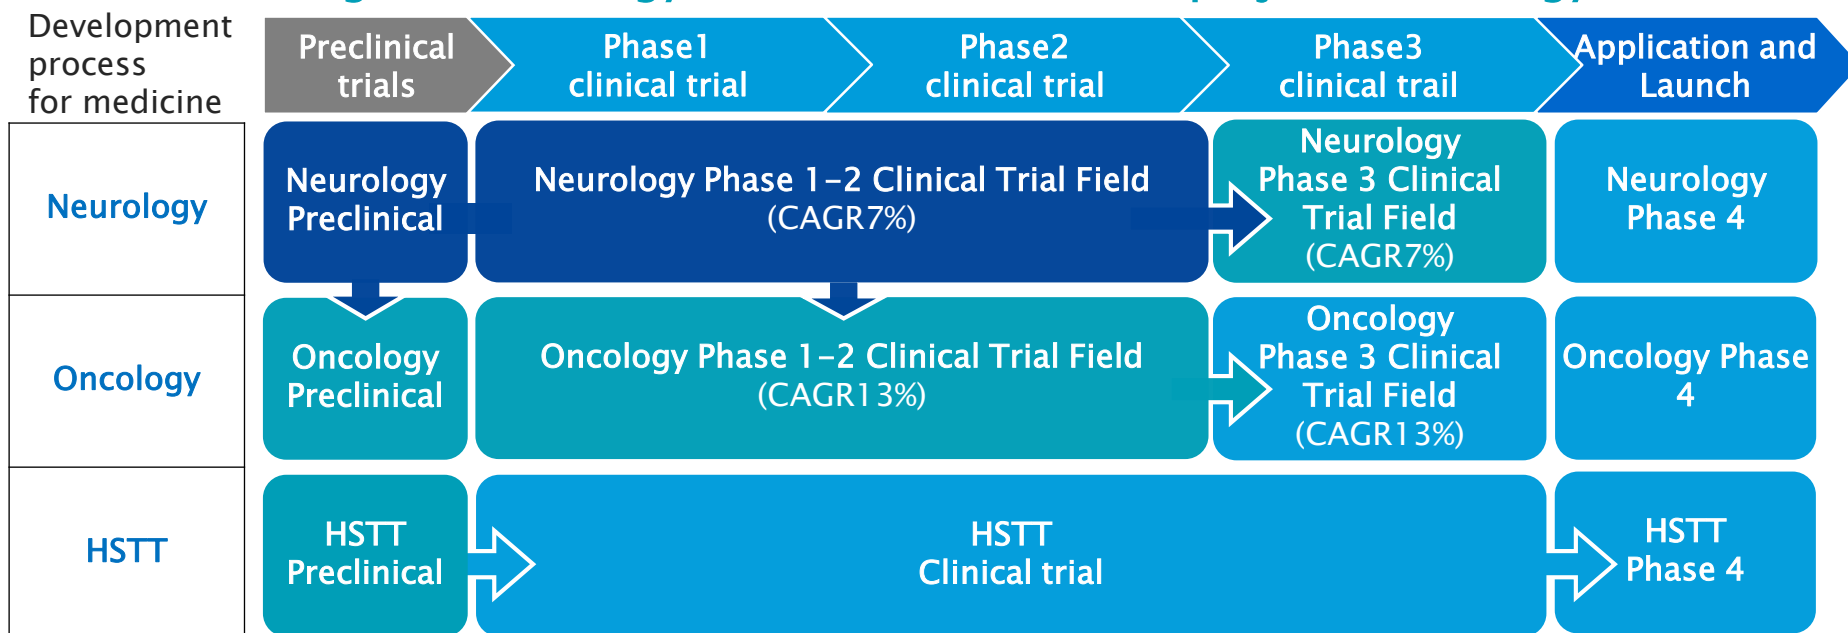 Development
process
for medicine
Preclinical
trials
Phase1
clinical trial
Phase2
clinical trial
Phase3
clinical trail
Application and
Launch
Neurology
Neurology
Preclinical
Neurology Phase 1-2 Clinical Trial Field
(CAGR7%)
Neurology
Phase 3 Clinical
Trial Field
(CAGR7%)
Neurology
Phase 4
Oncology
Oncology
Preclinical
Oncology Phase 1-2 Clinical Trial Field
(CAGR13%)
Oncology
Phase 3 Clinical
Trial Field
(CAGR13%)
Oncology Phase
4
HSTT
HSTT
Preclinical
HSTT
Clinical trial
HSTT
Phase 4